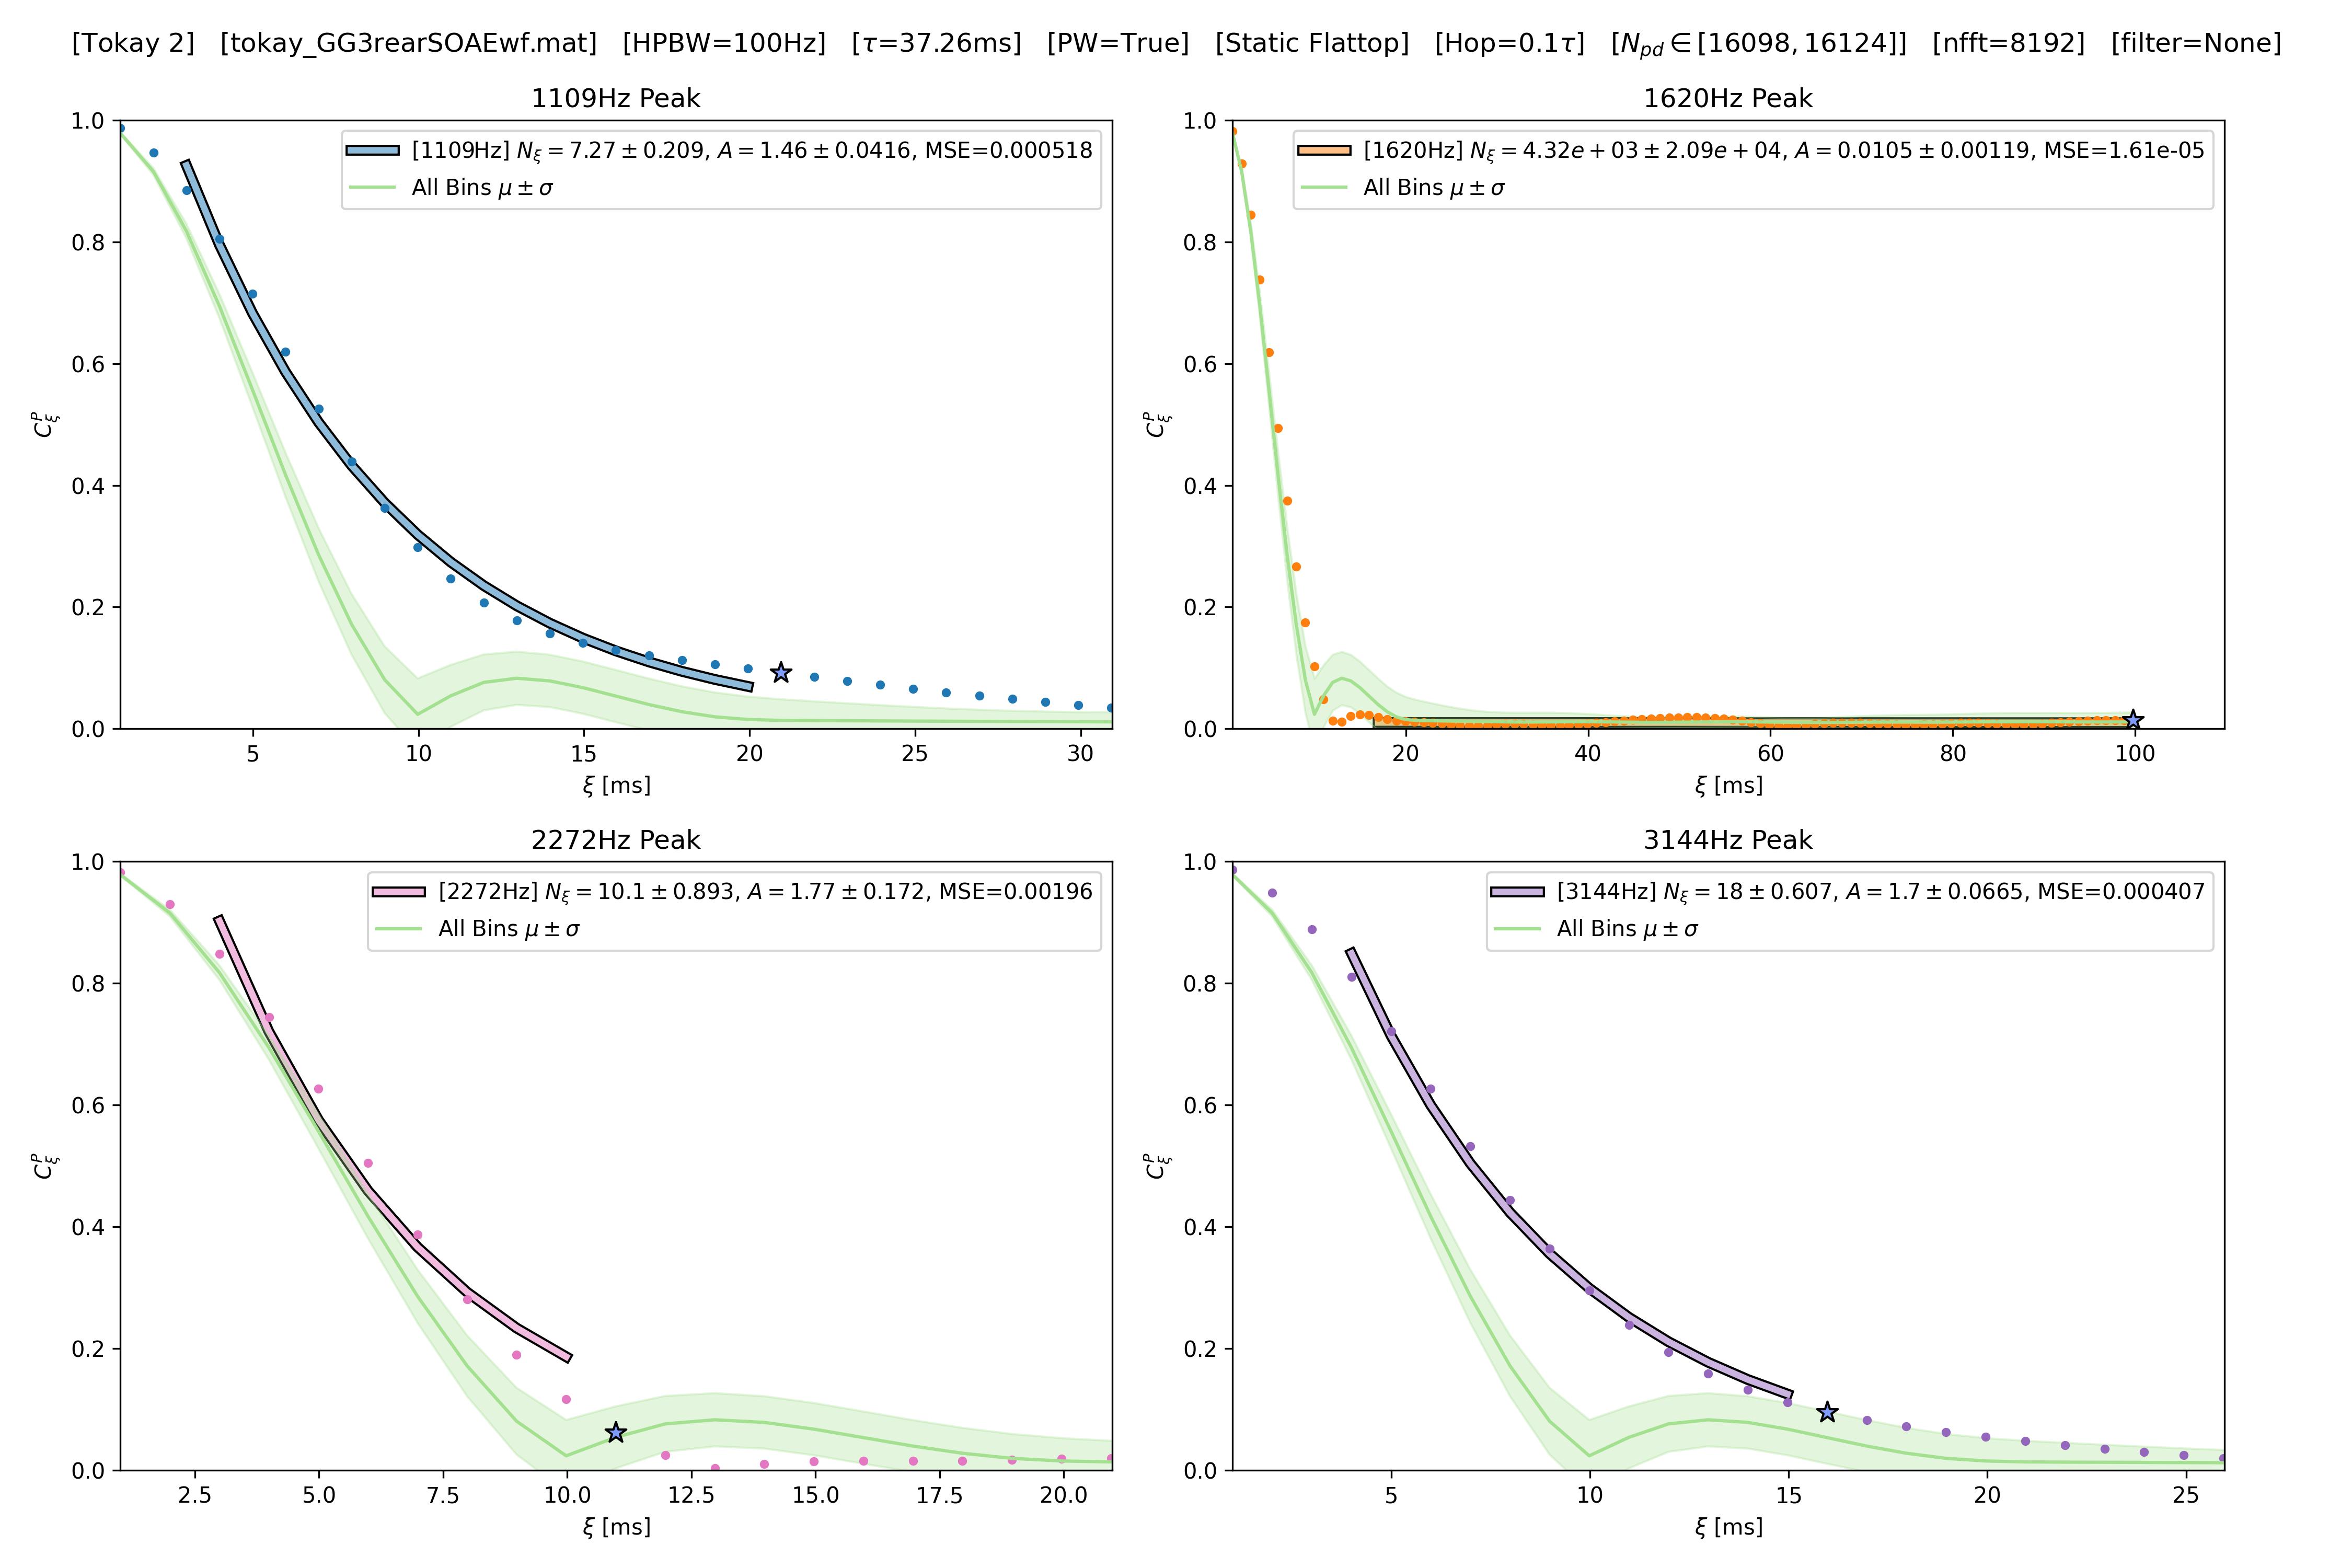 [Tokay 2] [tokay_GG3rearSOAEwf.mat] [HPBW=100Hz] [τ=37.26ms] [PW=True] [Static Flattop] [Hop=0.1τ] [N_pd ∈ [16098, 16124]] [nfft=8192] [filter=None]
1109Hz Peak
[1109Hz] N_ξ = 7.27 ± 0.209, A = 1.46 ± 0.0416, MSE=0.000518
All Bins μ ± σ
1.0
0.8
0.6
0.4
0.2
0.0
C_ξ^P
5 10 15 20 25 30
ξ [ms]
1620Hz Peak
[1620Hz] N_ξ = 4.32e + 03 ± 2.09e + 04, A = 0.0105 ± 0.00119, MSE=1.61e-05
All Bins μ ± σ
1.0
0.8
0.6
0.4
0.2
0.0
C_ξ^P
20 40 60 80 100
ξ [ms]
2272Hz Peak
[2272Hz] N_ξ = 10.1 ± 0.893, A = 1.77 ± 0.172, MSE=0.00196
All Bins μ ± σ
1.0
0.8
0.6
0.4
0.2
0.0
C_ξ^P
2.5 5.0 7.5 10.0 12.5 15.0 17.5 20.0
ξ [ms]
3144Hz Peak
[3144Hz] N_ξ = 18 ± 0.607, A = 1.7 ± 0.0665, MSE=0.000407
All Bins μ ± σ
1.0
0.8
0.6
0.4
0.2
0.0
C_ξ^P
5 10 15 20 25
ξ [ms]